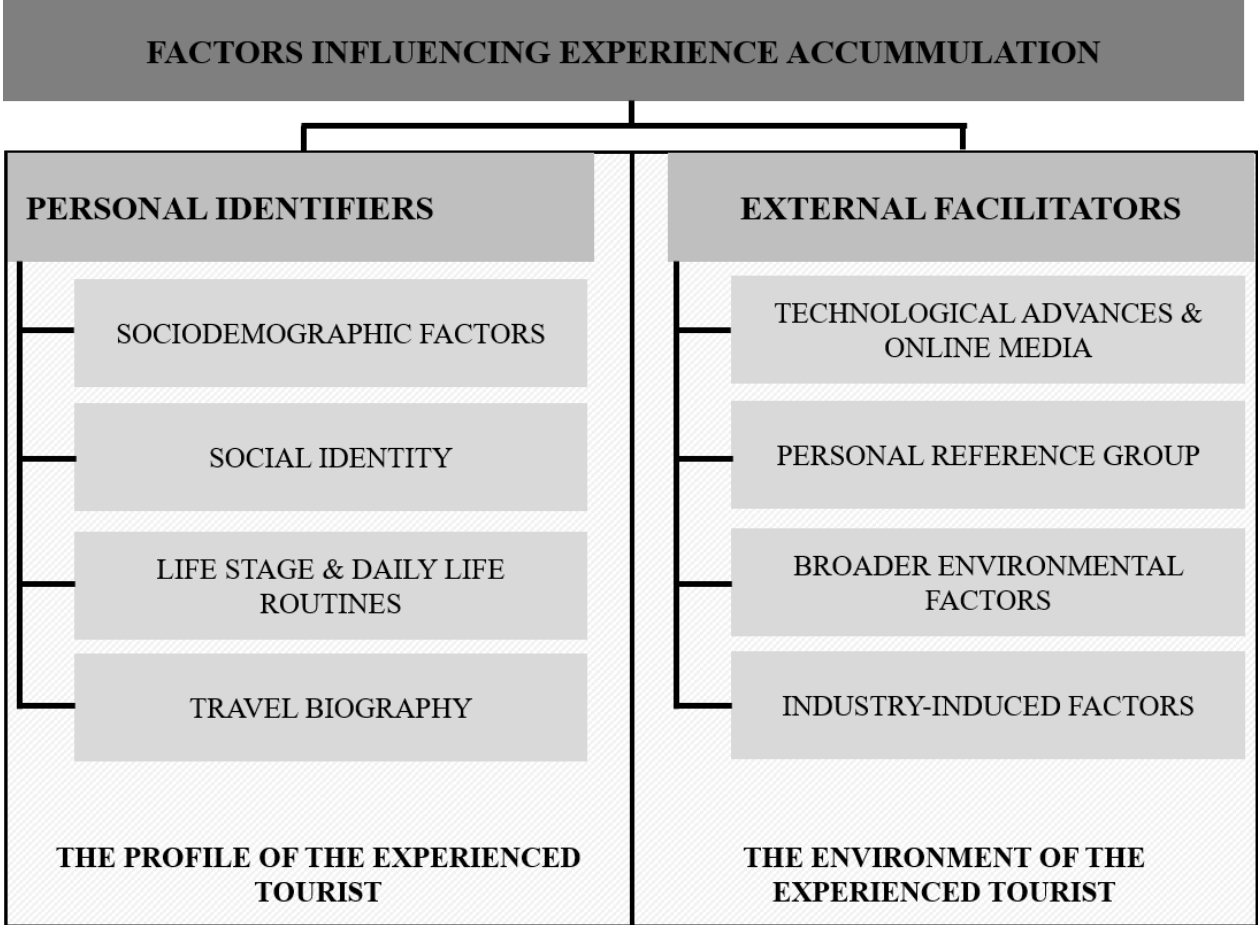 FACTORS INFLUENCING EXPERIENCE ACCUMMULATION
PERSONAL IDENTIFIERS
SOCIODEMOGRAPHIC FACTORS
SOCIAL IDENTITY
LIFE STAGE & DAILY LIFE
ROUTINES
TRAVEL BIOGRAPHY
THE PROFILE OF THE EXPERIENCED
TOURIST
EXTERNAL FACILITATORS
TECHNOLOGICAL ADVANCES &
ONLINE MEDIA
PERSONAL REFERENCE GROUP
BROADER ENVIRONMENTAL
FACTORS
INDUSTRY-INDUCED FACTORS
THE ENVIRONMENT OF THE
EXPERIENCED TOURIST